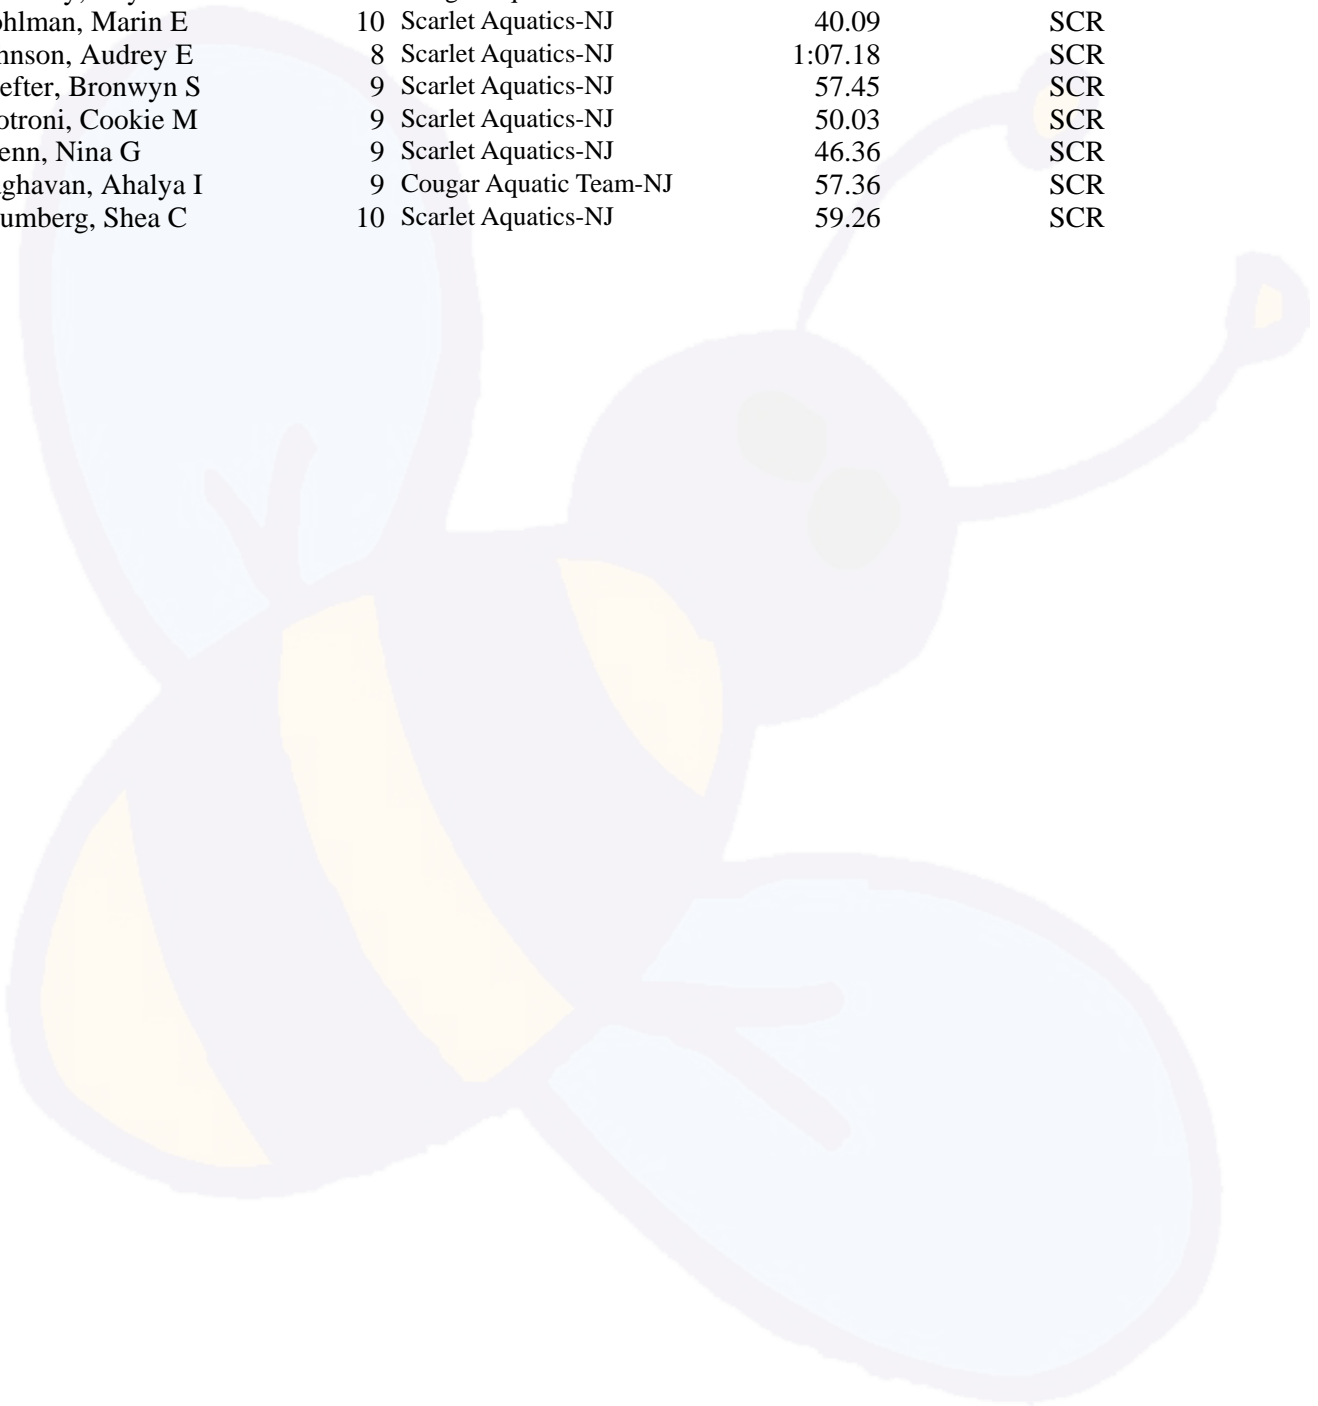 ohlman, Marin E 10 Scarlet Aquatics-NJ 40.09 SCR
hnson, Audrey E 8 Scarlet Aquatics-NJ 1:07.18 SCR
efter, Bronwyn S 9 Scarlet Aquatics-NJ 57.45 SCR
otroni, Cookie M 9 Scarlet Aquatics-NJ 50.03 SCR
enn, Nina G 9 Scarlet Aquatics-NJ 46.36 SCR
ghavan, Ahalya I 9 Cougar Aquatic Team-NJ 57.36 SCR
umberg, Shea C 10 Scarlet Aquatics-NJ 59.26 SCR